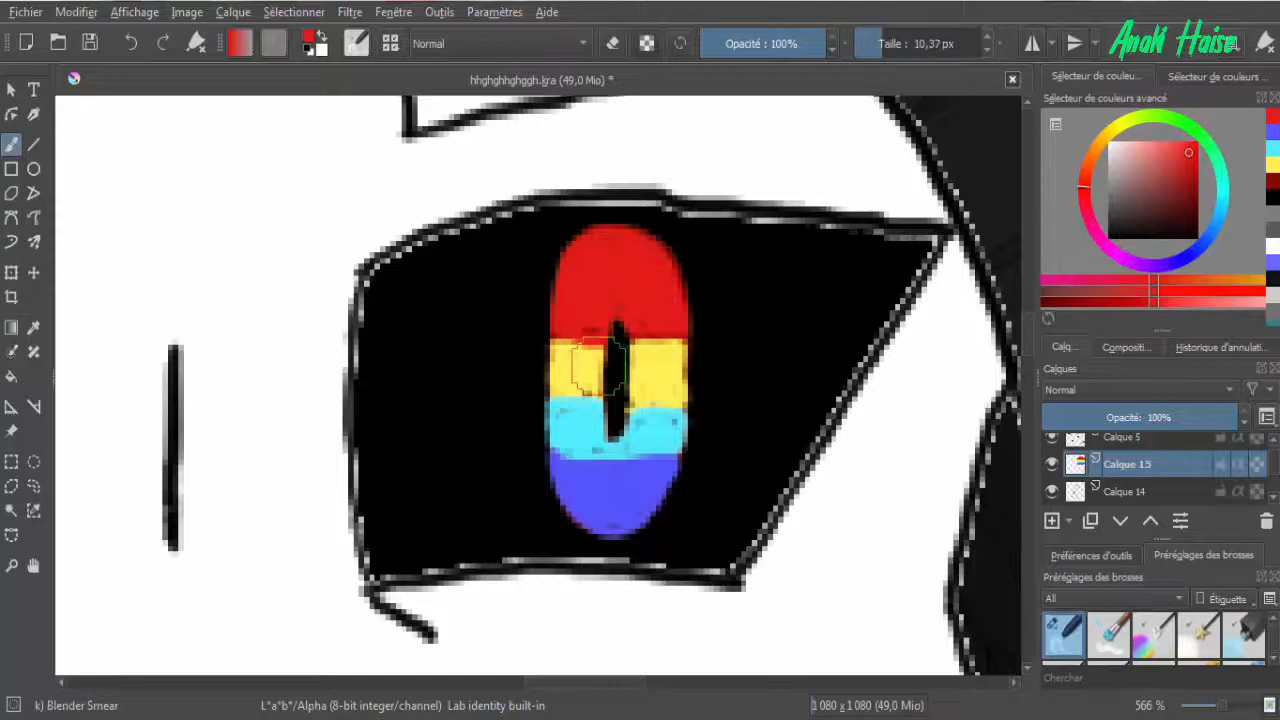 Fichier Modifier Affichage Image Calque Sélectionner Filtre Fenêtre Outils Paramètres Aide
Normal Opacité : 100% Taille : 10,37 px
Anaki Haise
hhghghhghggh.kra (49,0 Mio) *
Sélecteur de couleu... Sélecteur de couleurs ...
Sélecteur de couleurs avancé
Calq... Compositi... Historique d'annulati...
Calques
Normal
Opacité: 100%
Calque 5
Calque 15
Calque 14
Préférences d'outils Préréglages des brosses
Préréglages des brosses
All Étiquette
Chercher
k) Blender Smear L*a*b*/Alpha (8-bit integer/channel) Lab identity built-in 1 080 x 1 080 (49,0 Mio) 566 %